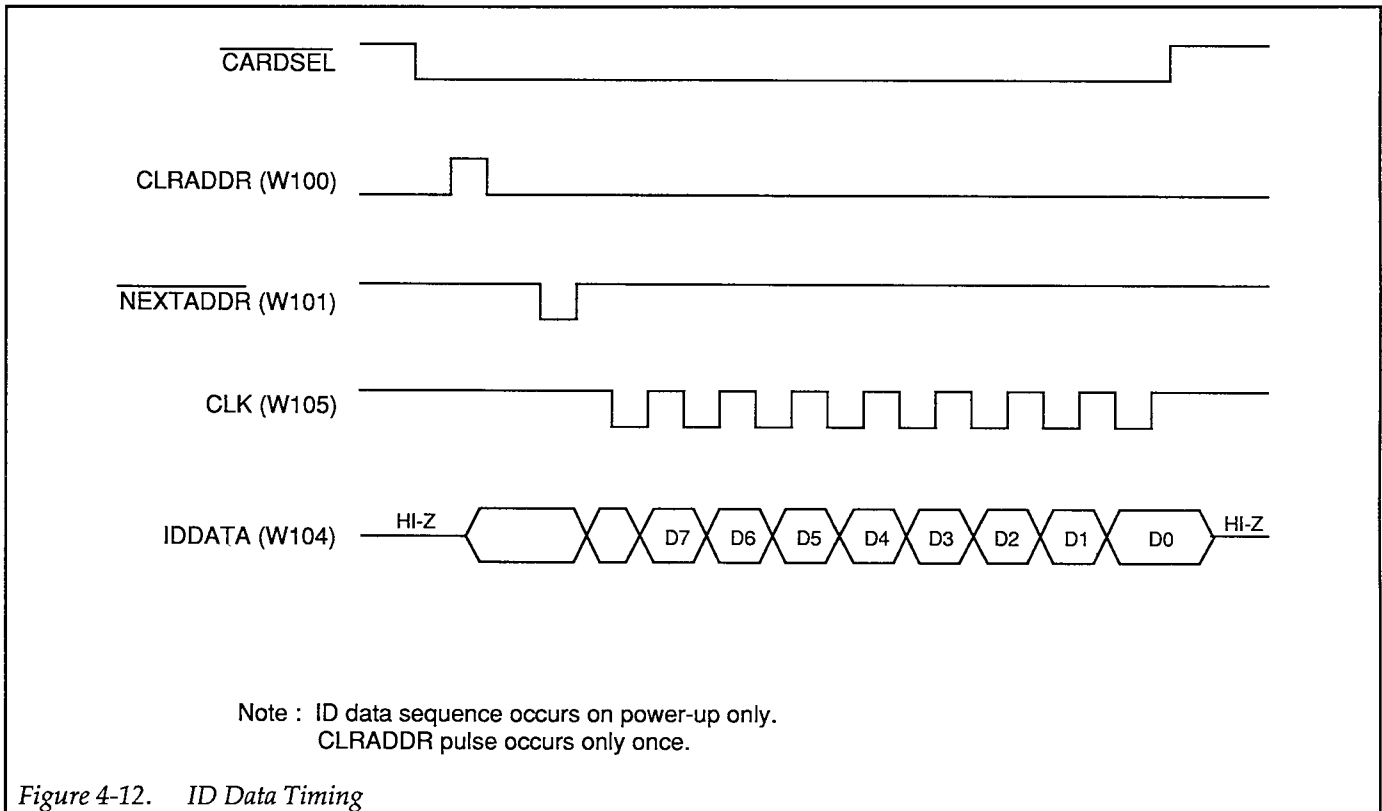 CARDSEL
CLRADDR (W100)
NEXTADDR (W101)
CLK (W105)
IDDATA (W104) HI-Z D7 D6 D5 D4 D3 D2 D1 D0 HI-Z
Note : ID data sequence occurs on power-up only.
CLRADDR pulse occurs only once.
Figure 4-12. ID Data Timing